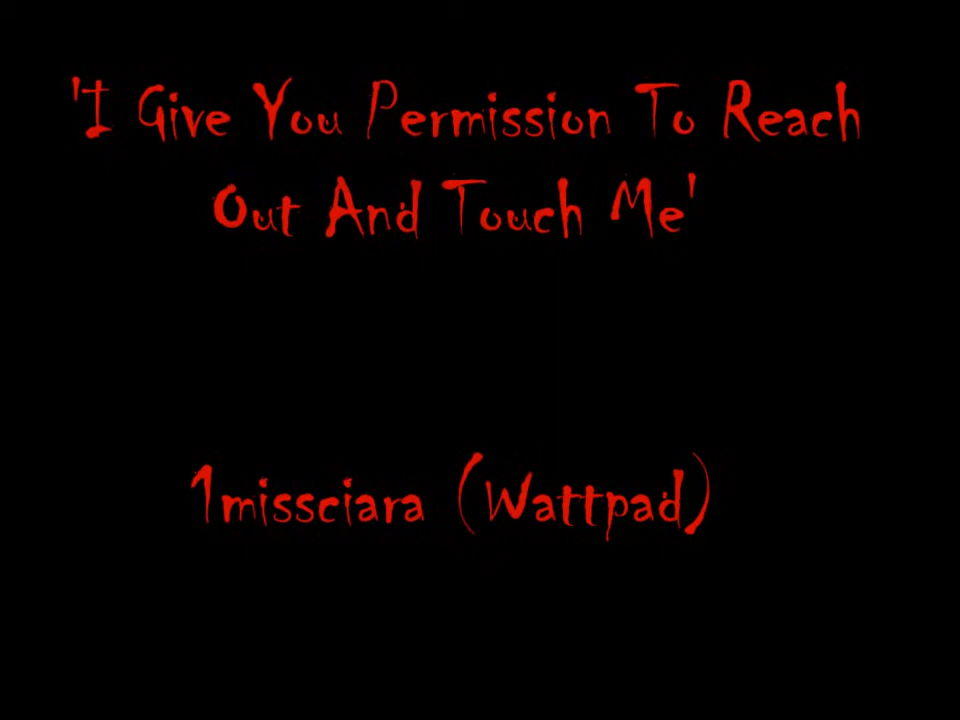 'I Give You Permission To Reach
Out And Touch Me'
1missciara (Wattpad)